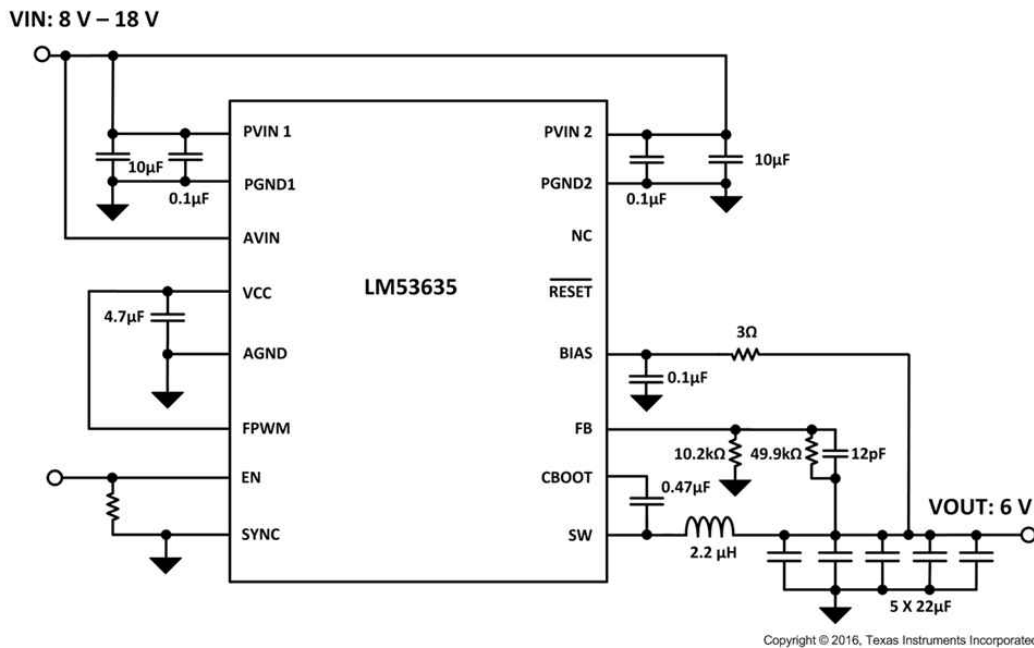 VIN: 8 V – 18 V
PVIN 1
PVIN 2
10µF
0.1µF
PGND1
PGND2
0.1µF
10µF
AVIN
NC
LM53635
VCC
RESET
4.7µF
3Ω
AGND
BIAS
0.1µF
FPWM
FB
10.2kΩ
49.9kΩ
12pF
EN
CBOOT
0.47µF
VOUT: 6 V
SYNC
SW
2.2 µH
5 X 22µF
Copyright © 2016, Texas Instruments Incorporated